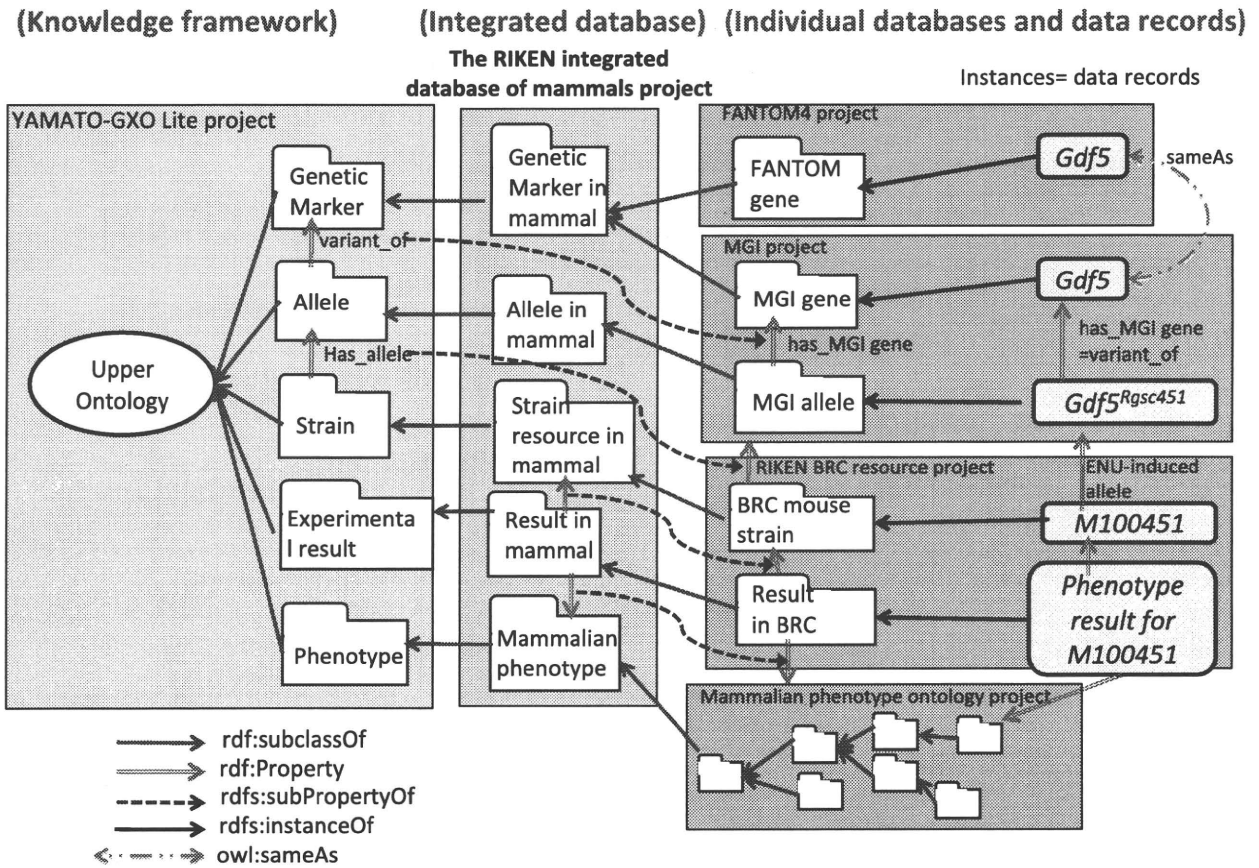 (Knowledge framework)
(Integrated database)
(Individual databases and data records)
The RIKEN integrated
database of mammals project
Instances= data records
YAMATO-GXO Lite project
Genetic
Marker
variant_of
Allele
Has_allele
Upper
Ontology
Strain
Experimenta
l result
Phenotype
Genetic
Marker in
mammal
Allele in
mammal
Strain
resource in
mammal
Result in
mammal
Mammalian
phenotype
FANTOM4 project
FANTOM
gene
Gdf5
sameAs
MGI project
MGI gene
Gdf5
has_MGI gene
has_MGI gene
=variant_of
MGI allele
Gdf5Rgsc451
RIKEN BRC resource project
ENU-induced
allele
BRC mouse
strain
M100451
Result
in BRC
Phenotype
result for
M100451
Mammalian phenotype ontology project
rdf:subclassOf
rdf:Property
rdfs:subPropertyOf
rdfs:instanceOf
owl:sameAs